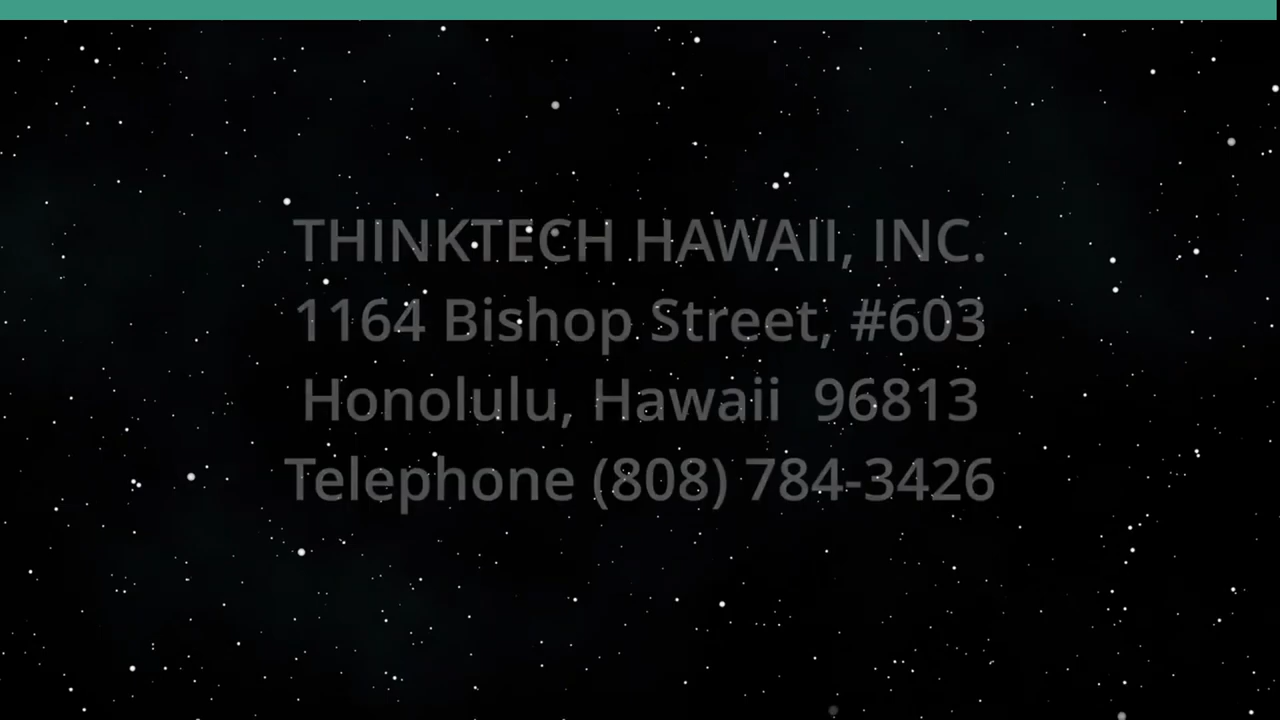 THINKTECH HAWAII, INC.
1164 Bishop Street, #603
Honolulu, Hawaii  96813
Telephone (808) 784-3426